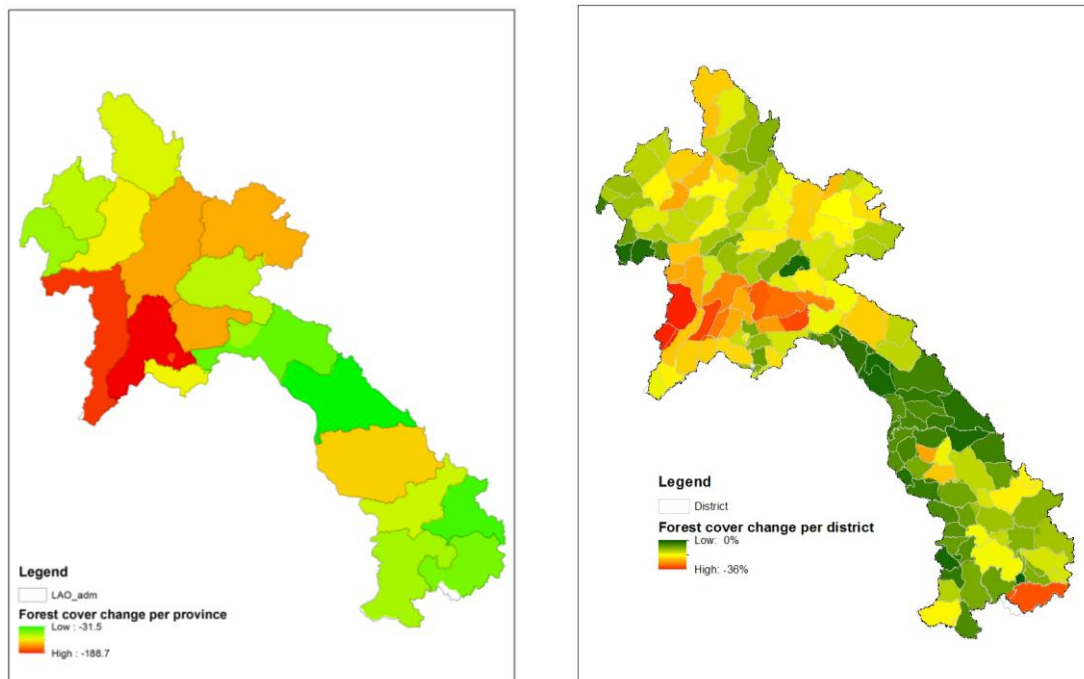 Legend
LAO_adm
Forest cover change per province
Low : -31.5
High : -188.7
Legend
District
Forest cover change per district
Low: 0%
High: -36%